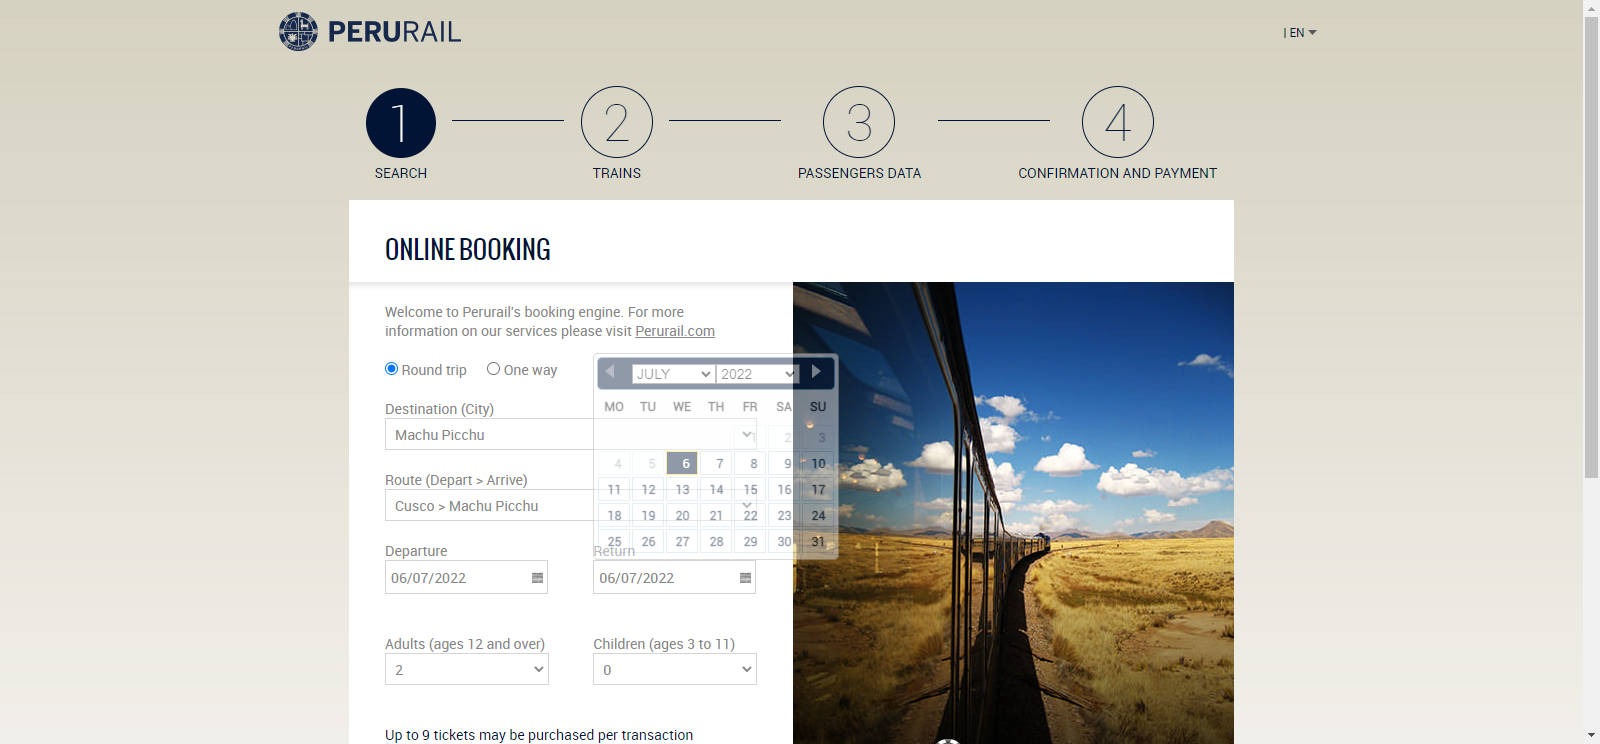 PERURAIL
| EN
1
2
3
4
SEARCH
TRAINS
PASSENGERS DATA
CONFIRMATION AND PAYMENT
ONLINE BOOKING
Welcome to Perurail's booking engine. For more
information on our services please visit Perurail.com
Round trip
One way
JULY
2022
MO TU WE TH FR SA SU
1 2 3
4 5 6 7 8 9 10
11 12 13 14 15 16 17
18 19 20 21 22 23 24
25 26 27 28 29 30 31
Destination (City)
Machu Picchu
Route (Depart > Arrive)
Cusco > Machu Picchu
Departure
Return
06/07/2022
06/07/2022
Adults (ages 12 and over)
Children (ages 3 to 11)
2
0
Up to 9 tickets may be purchased per transaction